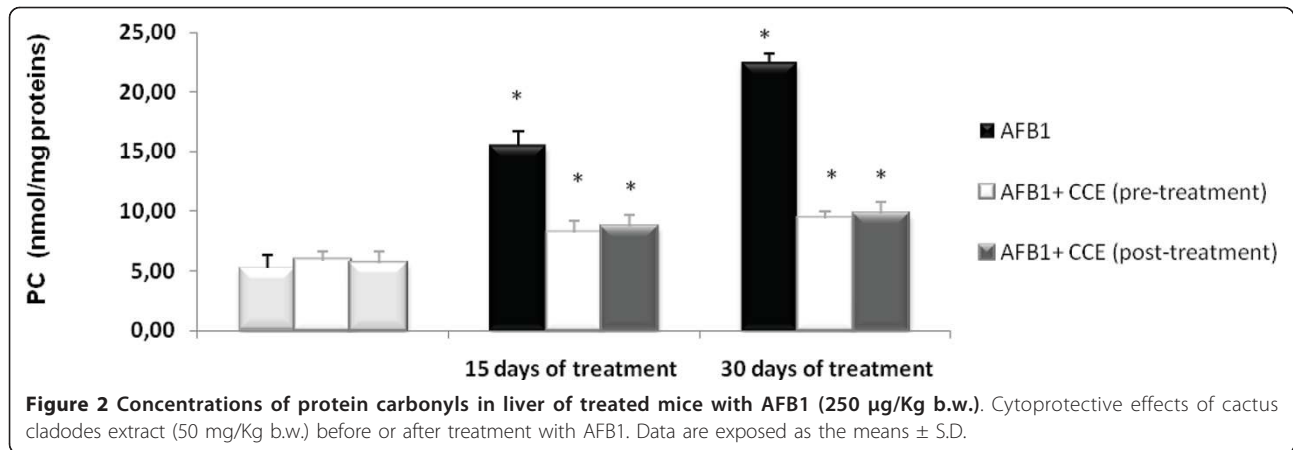 PC (nmol/mg proteins)
25,00
20,00
15,00
10,00
5,00
0,00
*
*
*
*
*
*
15 days of treatment
30 days of treatment
AFB1
AFB1+ CCE (pre-treatment)
AFB1+ CCE (post-treatment)
Figure 2 Concentrations of protein carbonyls in liver of treated mice with AFB1 (250 μg/Kg b.w.). Cytoprotective effects of cactus
cladodes extract (50 mg/Kg b.w.) before or after treatment with AFB1. Data are exposed as the means ± S.D.